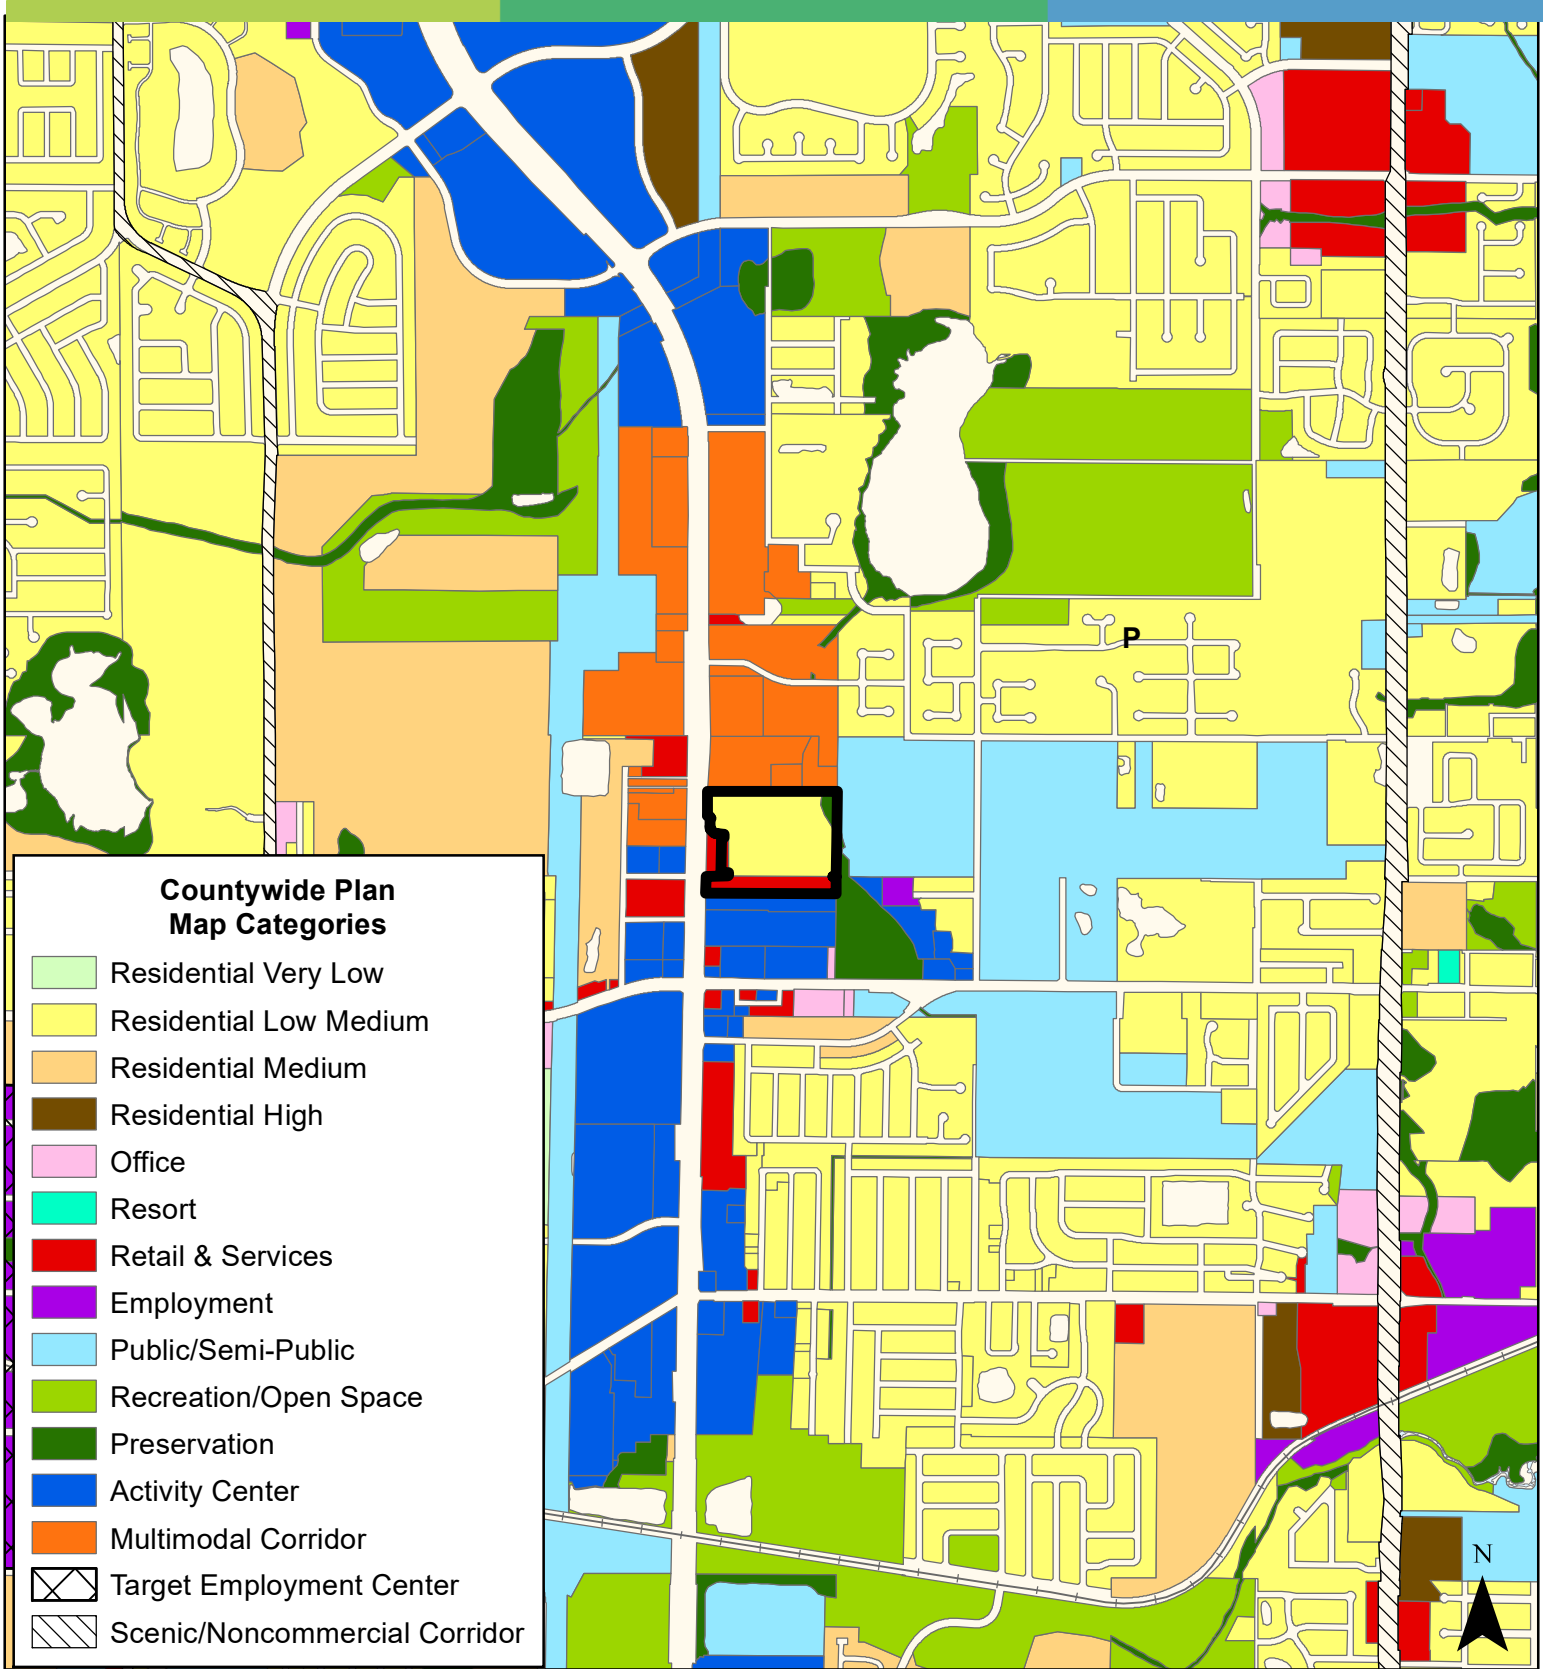 P
Countywide Plan
Map Categories
Residential Very Low
Residential Low Medium
Residential Medium
Residential High
Office
Resort
Retail & Services
Employment
Public/Semi-Public
Recreation/Open Space
Preservation
Activity Center
Multimodal Corridor
Target Employment Center
Scenic/Noncommercial Corridor
N